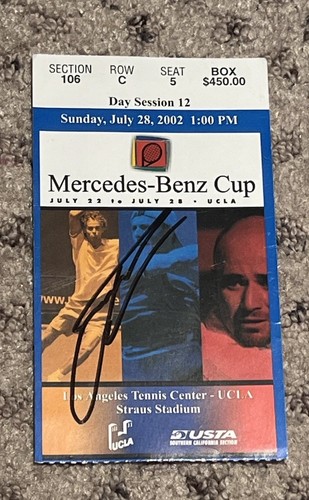 SECTION ROW SEAT BOX
106 C 5 $450.00
Day Session 12
Sunday, July 28, 2002 1:00 PM
Mercedes-Benz Cup
JULY 22 to JULY 28 • UCLA
www.me
Los Angeles Tennis Center - UCLA
Straus Stadium
UCLA
USTA
SOUTHERN CALIFORNIA SECTION